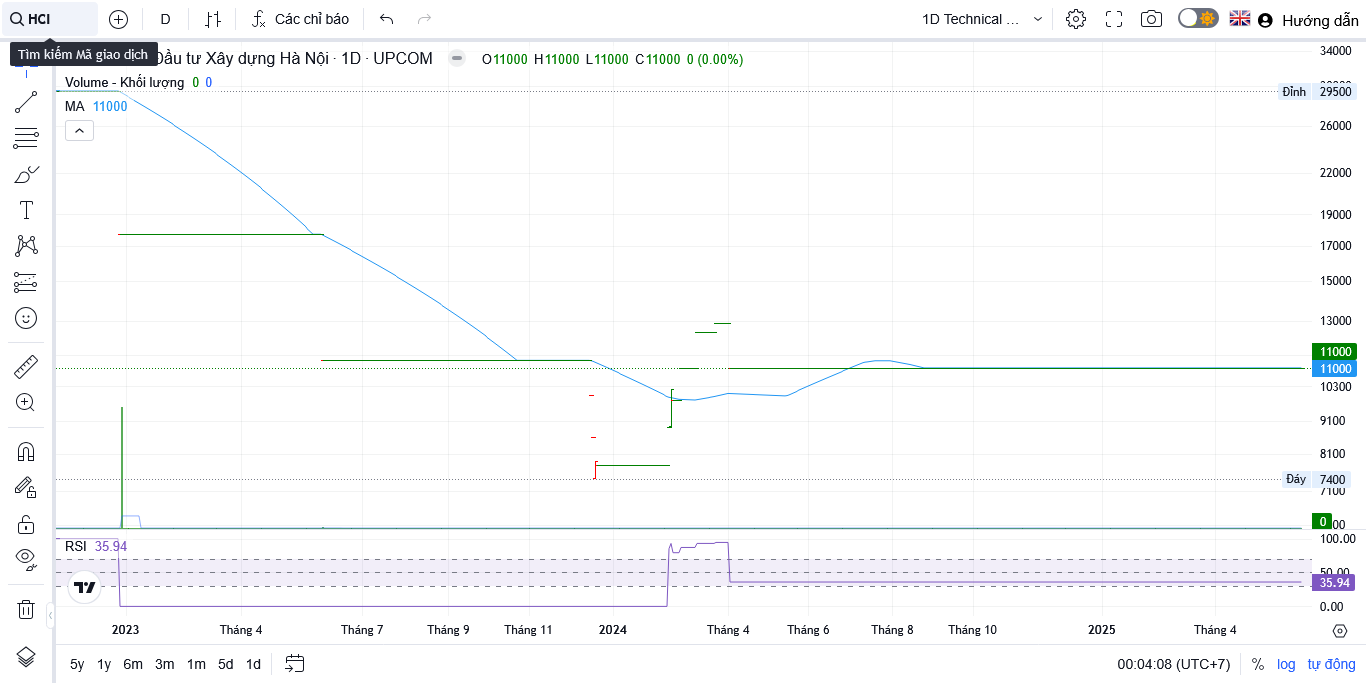 HCI
D
Các chỉ báo
1D Technical ...
Hướng dẫn
Tìm kiếm Mã giao dịch
Đầu tư Xây dựng Hà Nội · 1D · UPCOM
O11000 H11000 L11000 C11000 0 (0.00%)
Volume - Khối lượng 0 0
MA 11000
34000
Đỉnh 29500
26000
22000
19000
17000
15000
13000
11000
11000
10300
9100
8100
Đáy 7400
7100
0
00
RSI 35.94
100.00
50.00
35.94
0.00
2023
Tháng 4
Tháng 7
Tháng 9
Tháng 11
2024
Tháng 4
Tháng 6
Tháng 8
Tháng 10
2025
Tháng 4
5y 1y 6m 3m 1m 5d 1d
00:04:08 (UTC+7)
% log tự động